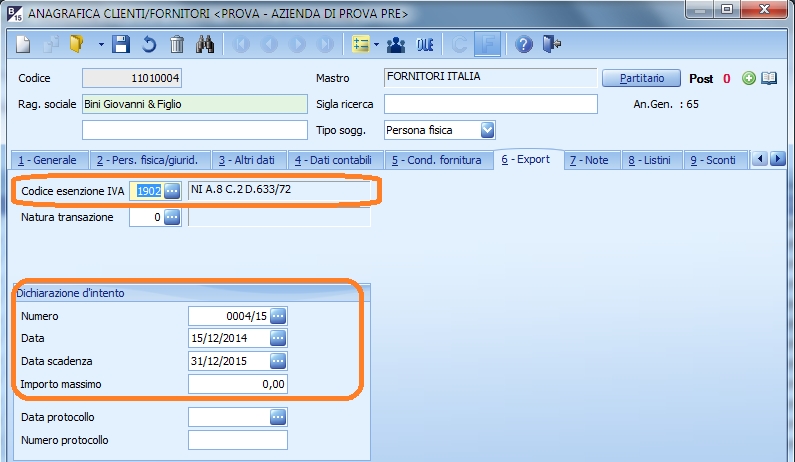 B 15 ANAGRAFICA CLIENTI/FORNITORI <PROVA - AZIENDA DI PROVA PRE>
OLE C F ?
Codice 11010004 Mastro FORNITORI ITALIA Partitario Post 0
Rag. sociale Bini Giovanni & Figlio Sigla ricerca An.Gen. : 65
Tipo sogg. Persona fisica
1 - Generale 2 - Pers. fisica/giurid. 3 - Altri dati 4 - Dati contabili 5 - Cond. fornitura 6 - Export 7 - Note 8 - Listini 9 - Sconti
Codice esenzione IVA 1902 ... NI A.8 C.2 D.633/72
Natura transazione 0 ...
Dichiarazione d'intento
Numero 0004/15 ...
Data 15/12/2014 ...
Data scadenza 31/12/2015 ...
Importo massimo 0,00
Data protocollo ...
Numero protocollo